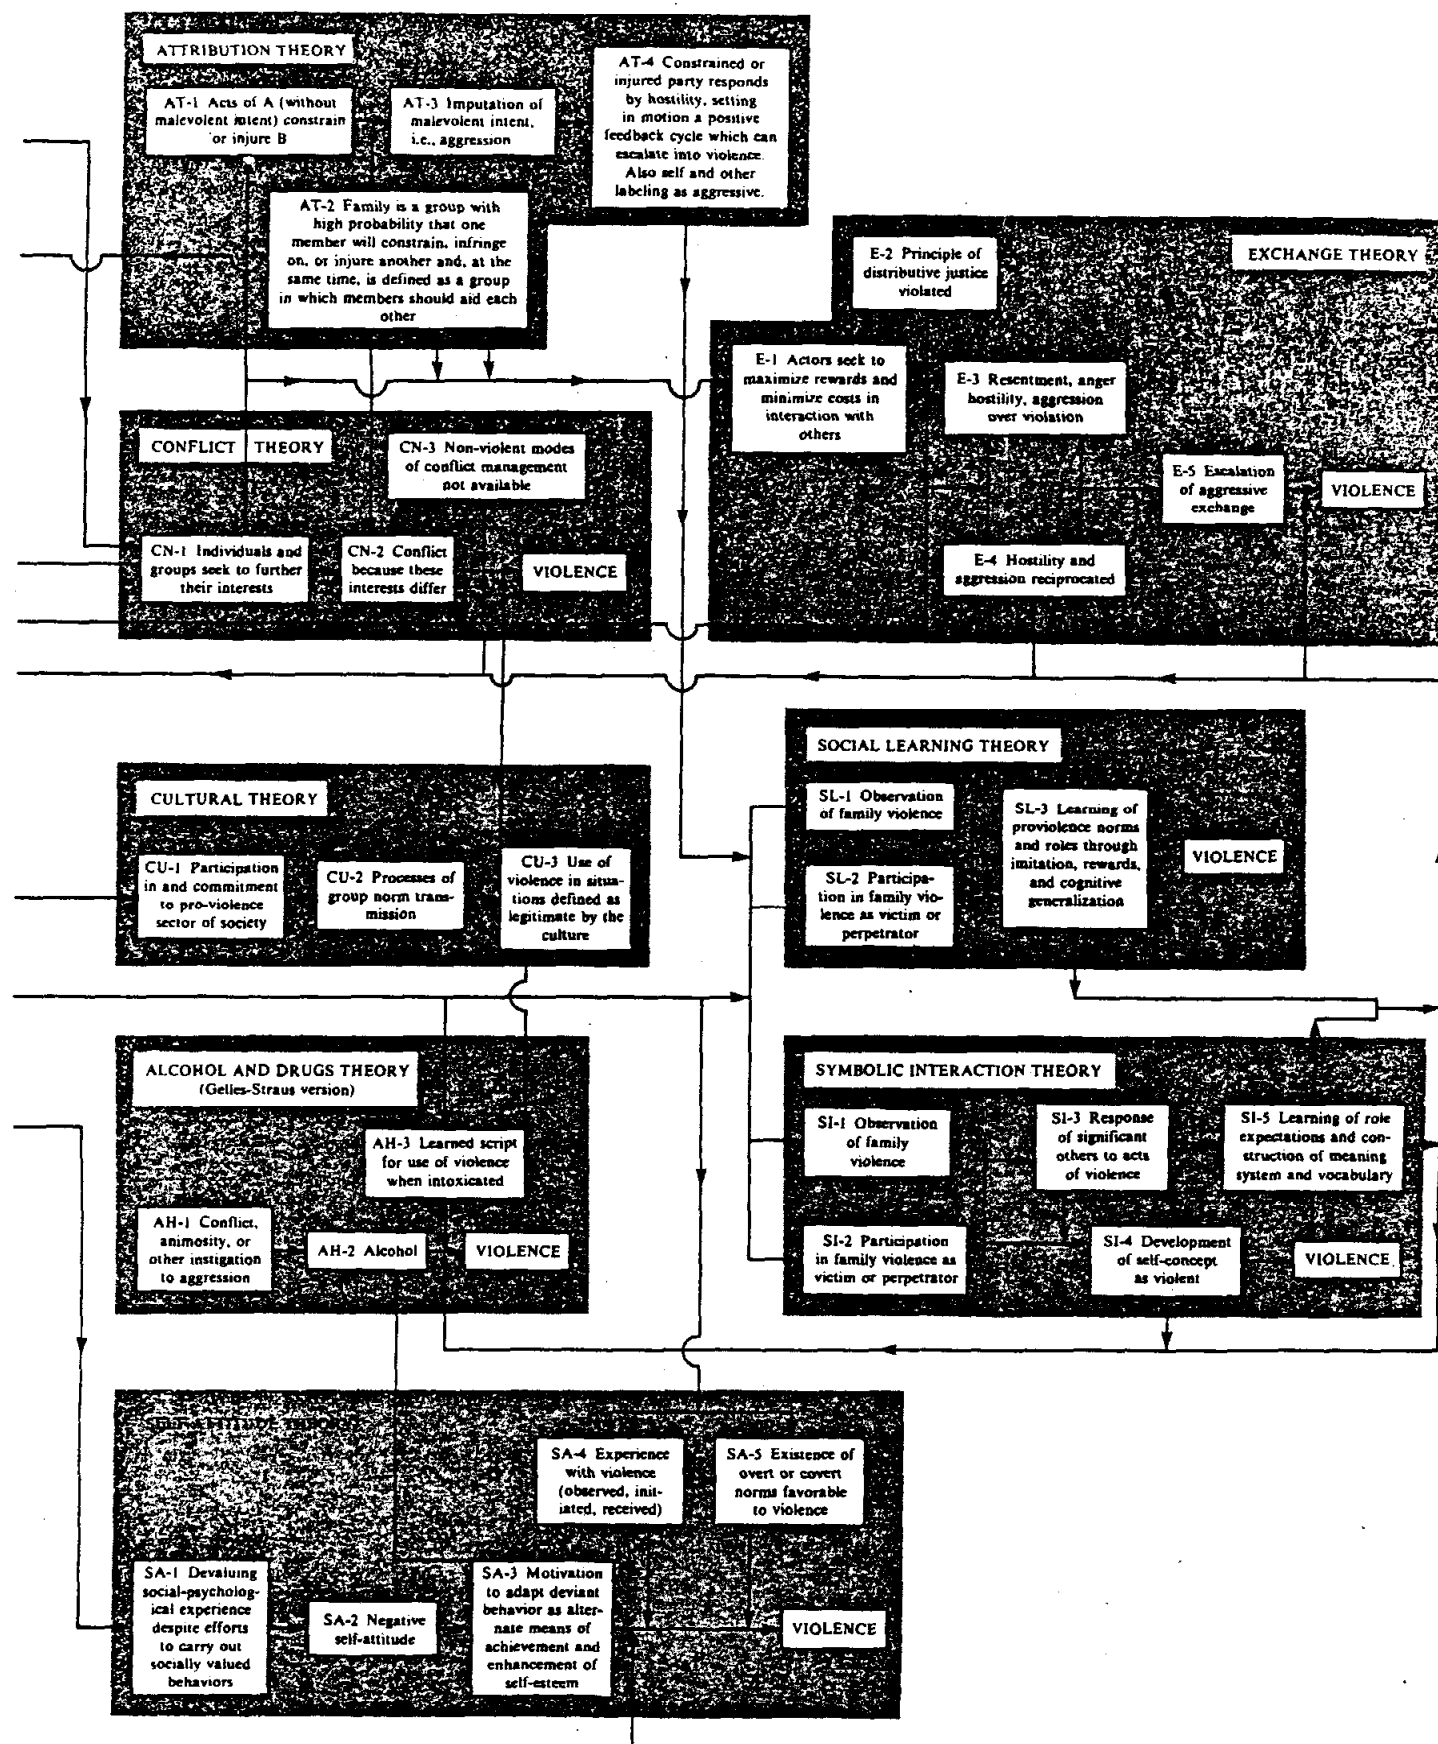 ATTRIBUTION THEORY
AT-1 Acts of A (without
malevolent intent) constrain
or injure B
AT-3 Imputation of
malevolent intent,
i.e., aggression
AT-4 Constrained or
injured party responds
by hostility, setting
in motion a positive
feedback cycle which can
escalate into violence.
Also self and other
labeling as aggressive.
AT-2 Family is a group with
high probability that one
member will constrain, infringe
on, or injure another and, at the
same time, is defined as a group
in which members should aid each
other
EXCHANGE THEORY
E-2 Principle of
distributive justice
violated
E-1 Actors seek to
maximize rewards and
minimize costs in
interaction with
others
E-3 Resentment, anger
hostility, aggression
over violation
E-5 Escalation
of aggressive
exchange
VIOLENCE
E-4 Hostility and
aggression reciprocated
CONFLICT THEORY
CN-3 Non-violent modes
of conflict management
not available
CN-1 Individuals and
groups seek to further
their interests
CN-2 Conflict
because these
interests differ
VIOLENCE
SOCIAL LEARNING THEORY
SL-1 Observation
of family violence
SL-2 Participa-
tion in family vio-
lence as victim or
perpetrator
SL-3 Learning of
proviolence norms
and roles through
imitation, rewards,
and cognitive
generalization
VIOLENCE
CULTURAL THEORY
CU-1 Participation
in and commitment
to pro-violence
sector of society
CU-2 Processes of
group norm trans-
mission
CU-3 Use of
violence in situa-
tions defined as
legitimate by the
culture
ALCOHOL AND DRUGS THEORY
(Gelles-Straus version)
AH-3 Learned script
for use of violence
when intoxicated
AH-1 Conflict,
animosity, or
other instigation
to aggression
AH-2 Alcohol
VIOLENCE
SYMBOLIC INTERACTION THEORY
SI-1 Observation
of family
violence
SI-2 Participation
in family violence as
victim or perpetrator
SI-3 Response
of significant
others to acts
of violence
SI-4 Development
of self-concept
as violent
SI-5 Learning of role
expectations and con-
struction of meaning
system and vocabulary
VIOLENCE
THEORY
SA-4 Experience
with violence
(observed, init-
iated, received)
SA-5 Existence of
overt or covert
norms favorable
to violence
SA-1 Devaluing
social-psycholog-
ical experience
despite efforts
to carry out
socially valued
behaviors
SA-2 Negative
self-attitude
SA-3 Motivation
to adapt deviant
behavior as alter-
nate means of
achievement and
enhancement of
self-esteem
VIOLENCE